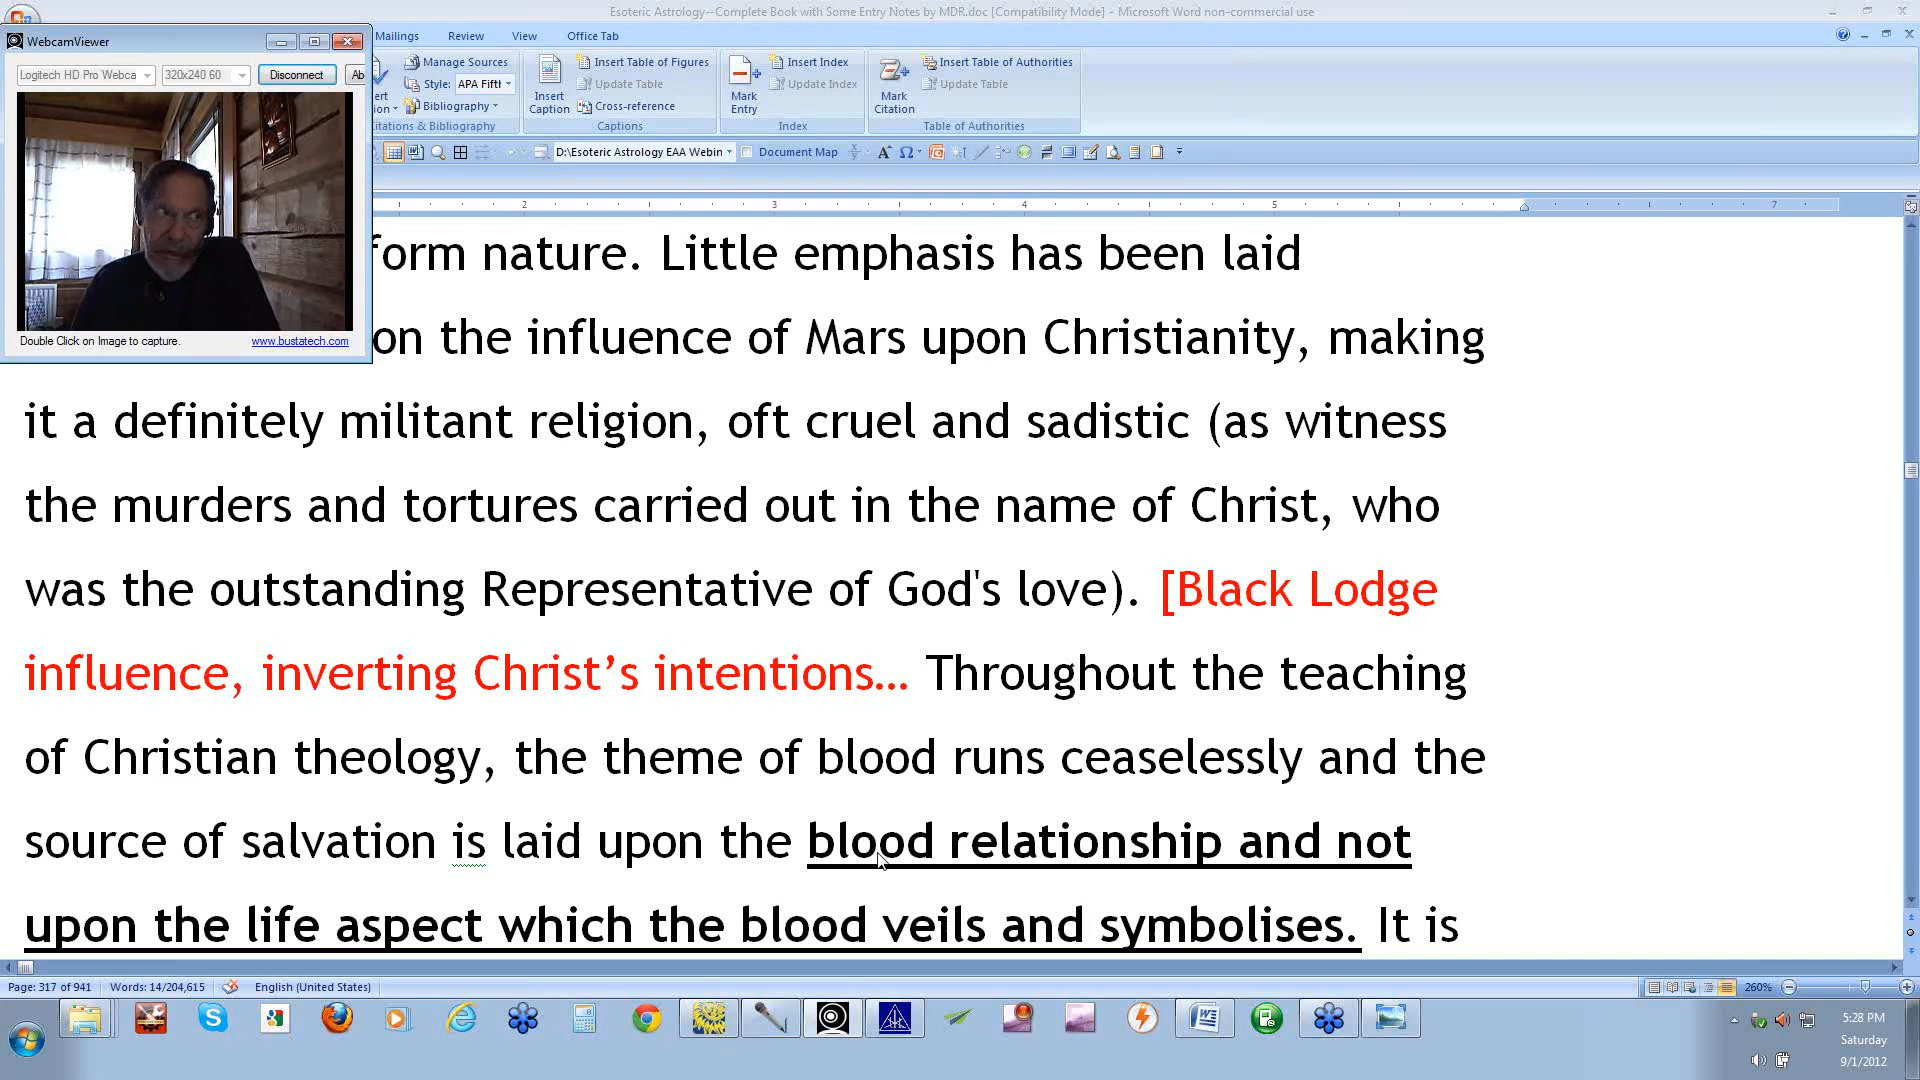 Esoteric Astrology--Complete Book with Some Entry Notes by MDR.doc [Compatibility Mode] - Microsoft Word non-commercial use
WebcamViewer
Mailings Review View Office Tab
Logitech HD Pro Webca 320x240 60 Disconnect Ab
Manage Sources
Style: APA Fifth
Bibliography
Insert Caption
Insert Table of Figures
Update Table
Cross-reference
Mark Entry
Insert Index
Update Index
Mark Citation
Insert Table of Authorities
Update Table
itations & Bibliography Captions Index Table of Authorities
D:\Esoteric Astrology EAA Webin Document Map
2 3 4 5 7
Double Click on Image to capture. www.bustatech.com
form nature. Little emphasis has been laid
on the influence of Mars upon Christianity, making
it a definitely militant religion, oft cruel and sadistic (as witness
the murders and tortures carried out in the name of Christ, who
was the outstanding Representative of God's love). [Black Lodge
influence, inverting Christ’s intentions… Throughout the teaching
of Christian theology, the theme of blood runs ceaselessly and the
source of salvation is laid upon the blood relationship and not
upon the life aspect which the blood veils and symbolises. It is
Page: 317 of 941 Words: 14/204,615 English (United States) 260%
5:28 PM
Saturday
9/1/2012